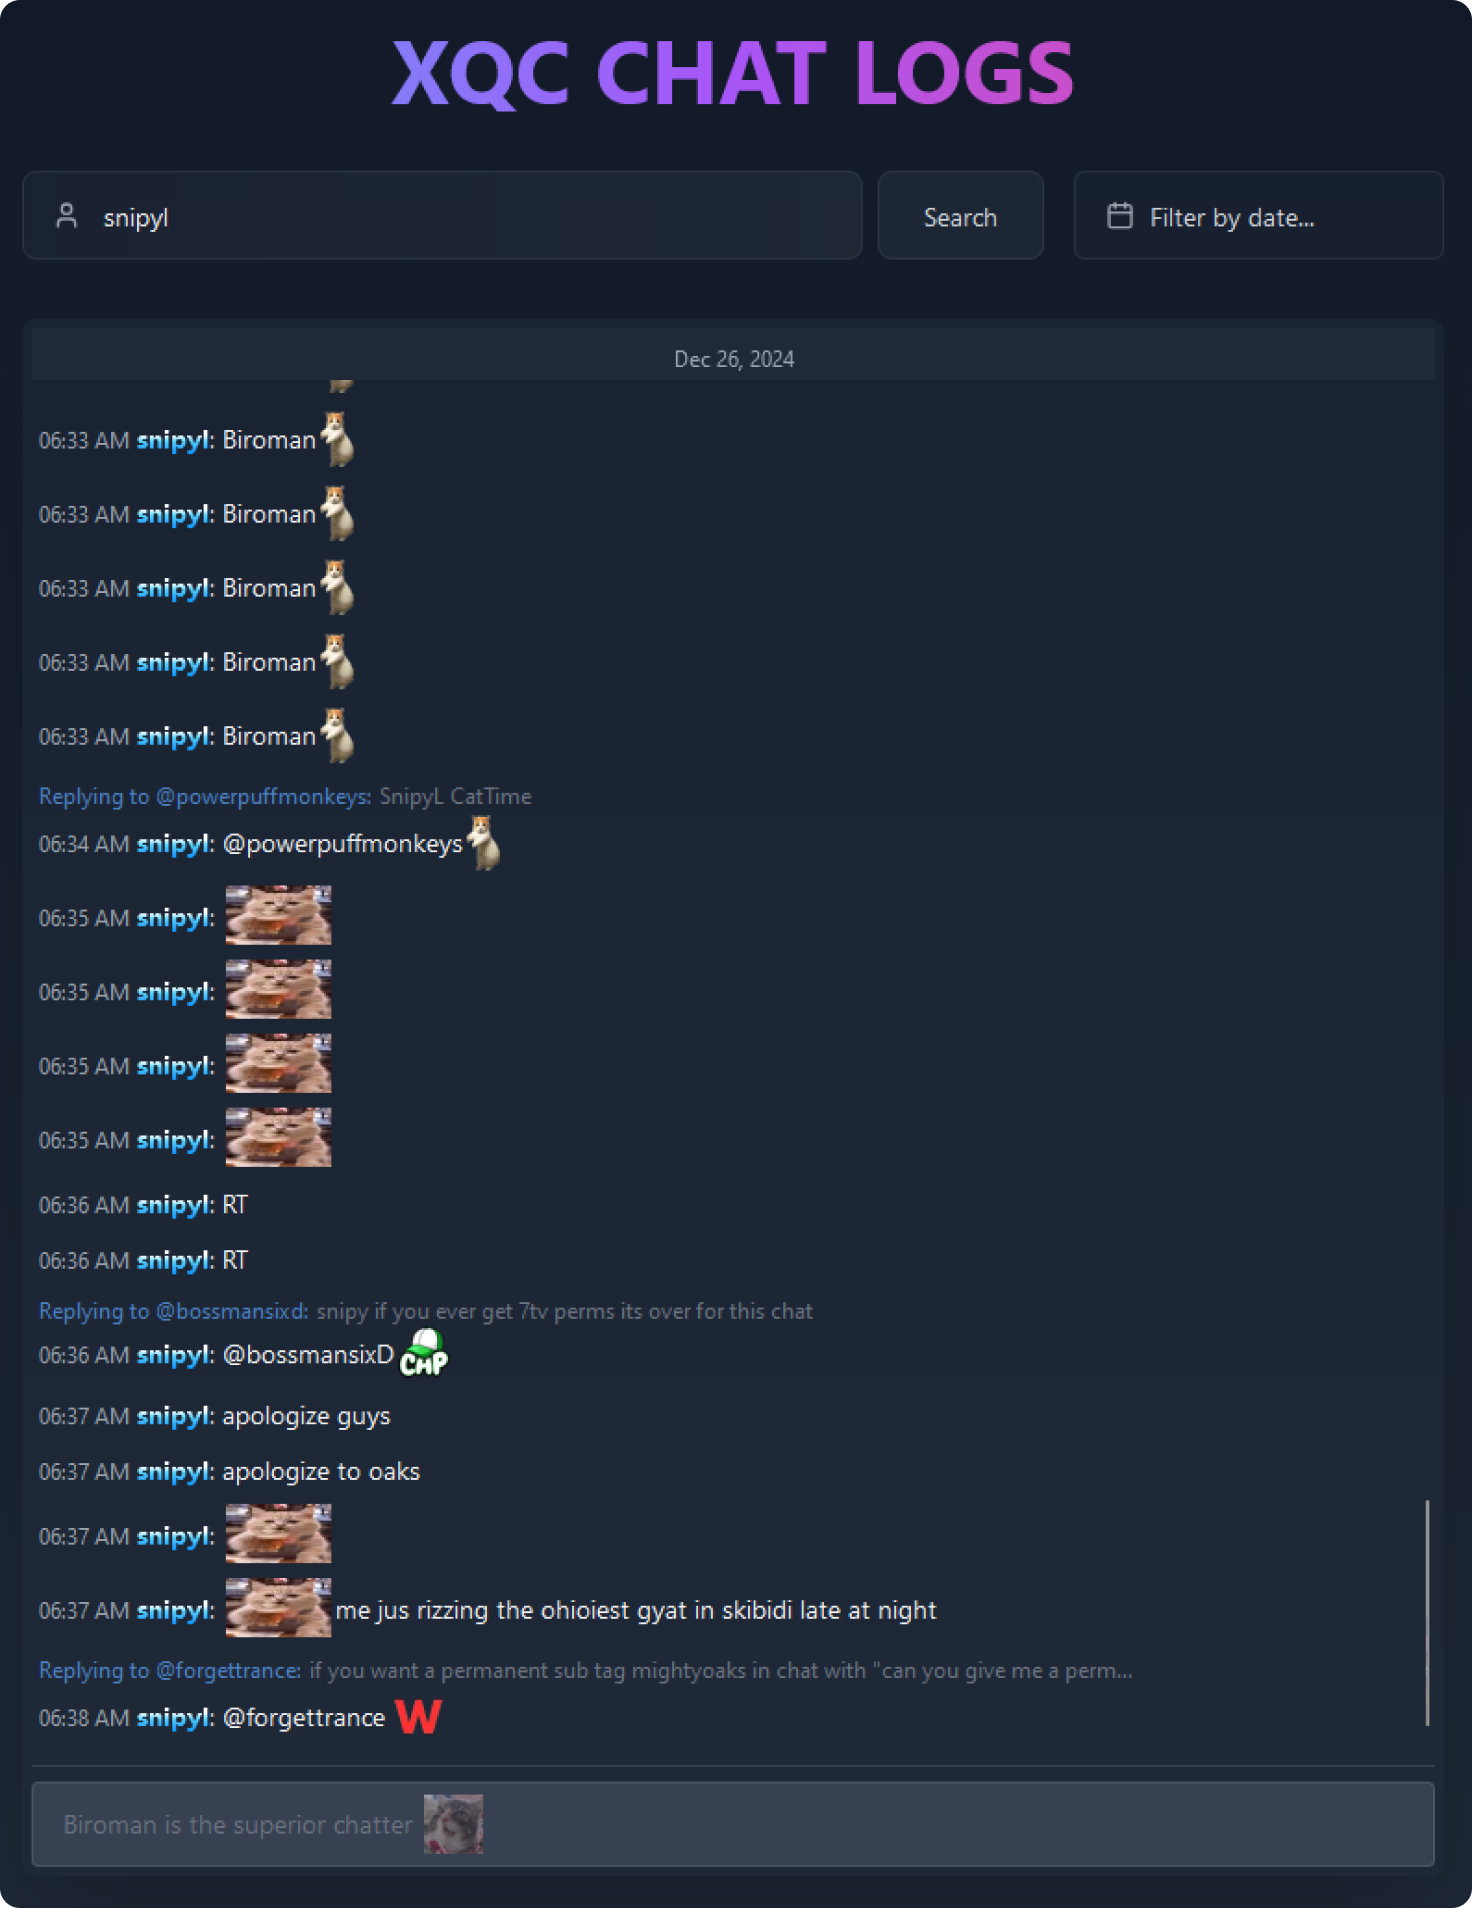 XQC CHAT LOGS
snipyl
Search
Filter by date...
Dec 26, 2024
06:33 AM snipyl: Biroman
06:33 AM snipyl: Biroman
06:33 AM snipyl: Biroman
06:33 AM snipyl: Biroman
06:33 AM snipyl: Biroman
Replying to @powerpuffmonkeys: SnipyL CatTime
06:34 AM snipyl: @powerpuffmonkeys
06:35 AM snipyl:
06:35 AM snipyl:
06:35 AM snipyl:
06:35 AM snipyl:
06:36 AM snipyl: RT
06:36 AM snipyl: RT
Replying to @bossmansixd: snipy if you ever get 7tv perms its over for this chat
06:36 AM snipyl: @bossmansixD CAP
06:37 AM snipyl: apologize guys
06:37 AM snipyl: apologize to oaks
06:37 AM snipyl:
06:37 AM snipyl: me jus rizzing the ohioiest gyat in skibidi late at night
Replying to @forgettrance: if you want a permanent sub tag mightyoaks in chat with "can you give me a perm...
06:38 AM snipyl: @forgettrance W
Biroman is the superior chatter